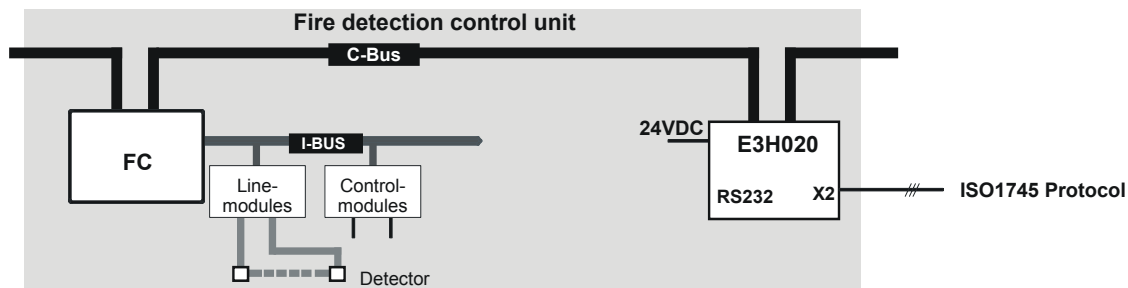 Fire detection control unit
C-Bus
24VDC
E3H020
I-BUS
FC
Line-
modules
Control-
modules
RS232
X2
ISO1745 Protocol
Detector